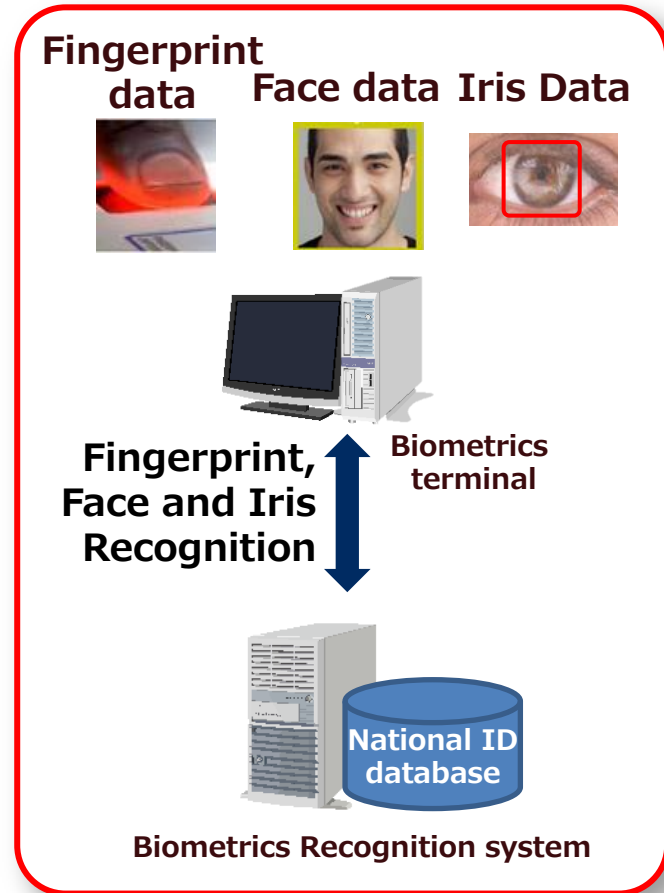 Fingerprint
data
Face data
Iris Data
Biometrics
terminal
Fingerprint,
Face and Iris
Recognition
National ID
database
Biometrics Recognition system